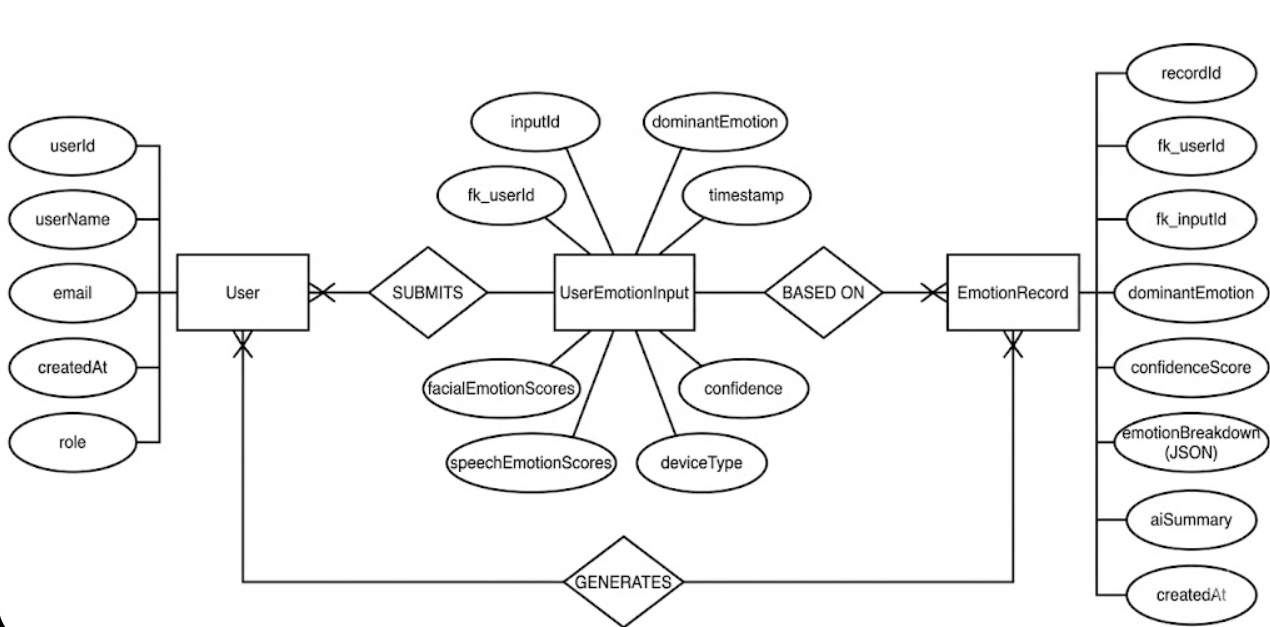 userId
userName
email
createdAt
role
User
SUBMITS
inputId
dominantEmotion
fk_userId
timestamp
UserEmotionInput
facialEmotionScores
confidence
speechEmotionScores
deviceType
BASED ON
GENERATES
EmotionRecord
recordId
fk_userId
fk_inputId
dominantEmotion
confidenceScore
emotionBreakdown
(JSON)
aiSummary
createdAt